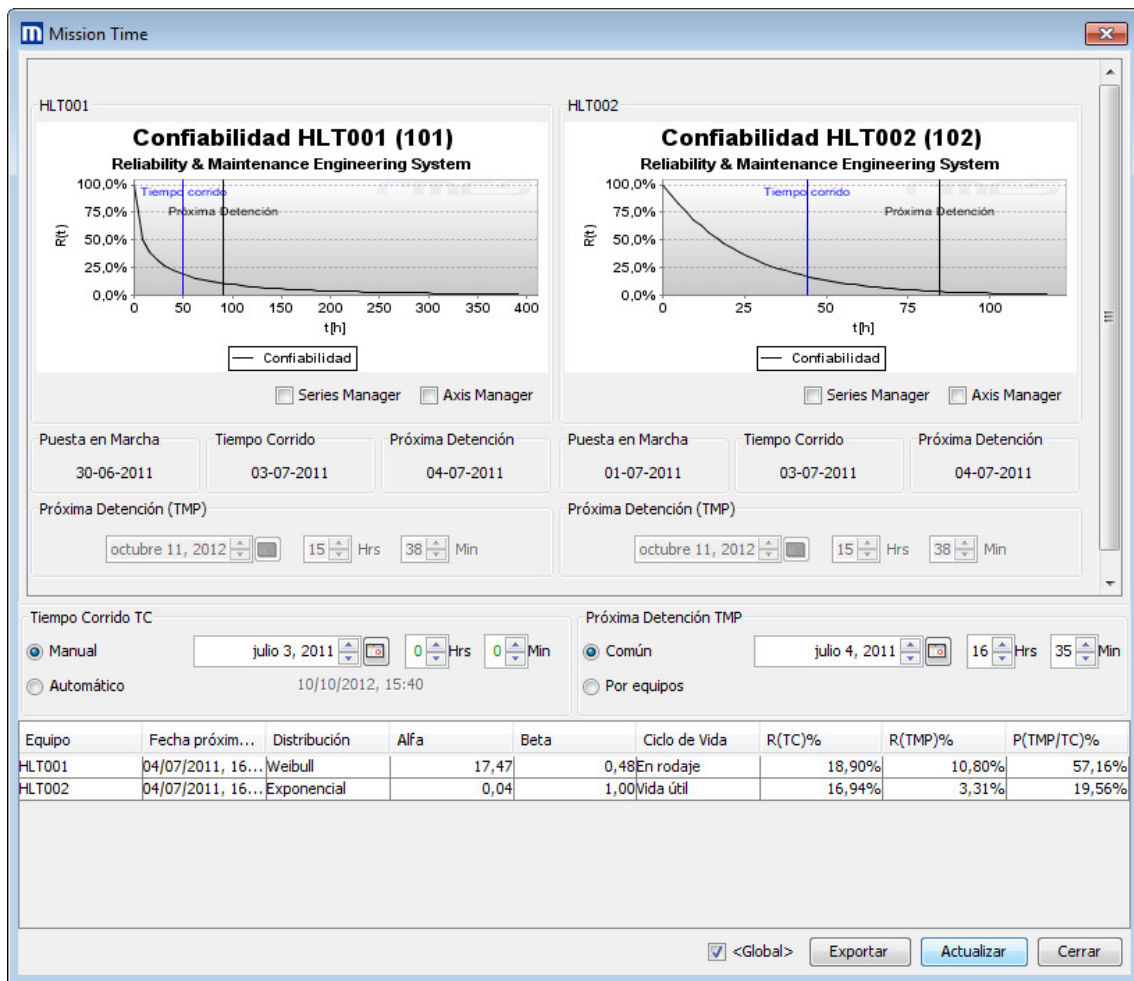 Mission Time
HLT001
Confiabilidad HLT001 (101)
Reliability & Maintenance Engineering System
100,0%
75,0%
50,0%
25,0%
0,0%
R(t)
Tiempo corrido
Próxima Detención
0 50 100 150 200 250 300 350 400
t[h]
Confiabilidad
Series Manager Axis Manager
HLT002
Confiabilidad HLT002 (102)
Reliability & Maintenance Engineering System
100,0%
75,0%
50,0%
25,0%
0,0%
R(t)
Tiempo corrido
Próxima Detención
0 25 50 75 100
t[h]
Confiabilidad
Series Manager Axis Manager
Puesta en Marcha Tiempo Corrido Próxima Detención Puesta en Marcha Tiempo Corrido Próxima Detención
30-06-2011 03-07-2011 04-07-2011 01-07-2011 03-07-2011 04-07-2011
Próxima Detención (TMP) Próxima Detención (TMP)
octubre 11, 2012 15 Hrs 38 Min octubre 11, 2012 15 Hrs 38 Min
Tiempo Corrido TC Próxima Detención TMP
Manual julio 3, 2011 0 Hrs 0 Min Común julio 4, 2011 16 Hrs 35 Min
Automático 10/10/2012, 15:40 Por equipos
Equipo Fecha próxim... Distribución Alfa Beta Ciclo de Vida R(TC)% R(TMP)% P(TMP/TC)%
HLT001 04/07/2011, 16... Weibull 17,47 0,48 En rodaje 18,90% 10,80% 57,16%
HLT002 04/07/2011, 16... Exponencial 0,04 1,00 Vida útil 16,94% 3,31% 19,56%
<Global> Exportar Actualizar Cerrar